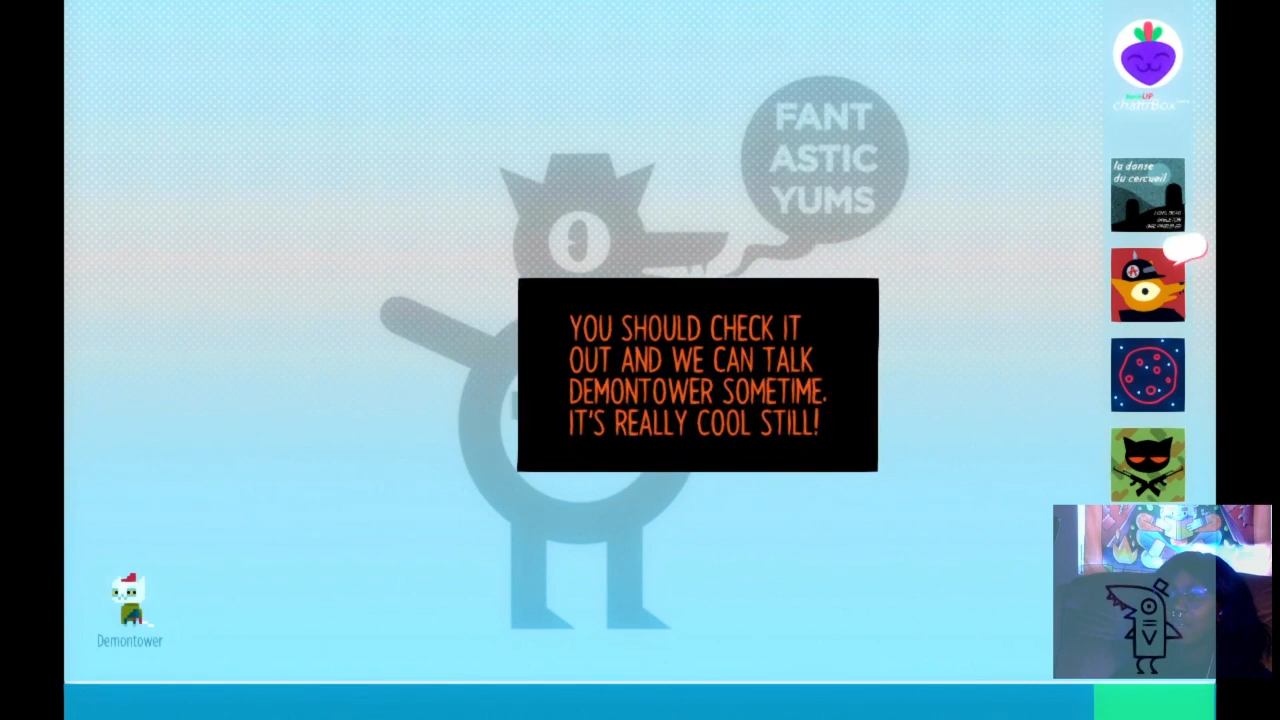 FANT
ASTIC
YUMS
chattrBox
la danse
du cercueil
YOU SHOULD CHECK IT
OUT AND WE CAN TALK
DEMONTOWER SOMETIME.
IT'S REALLY COOL STILL!
Demontower